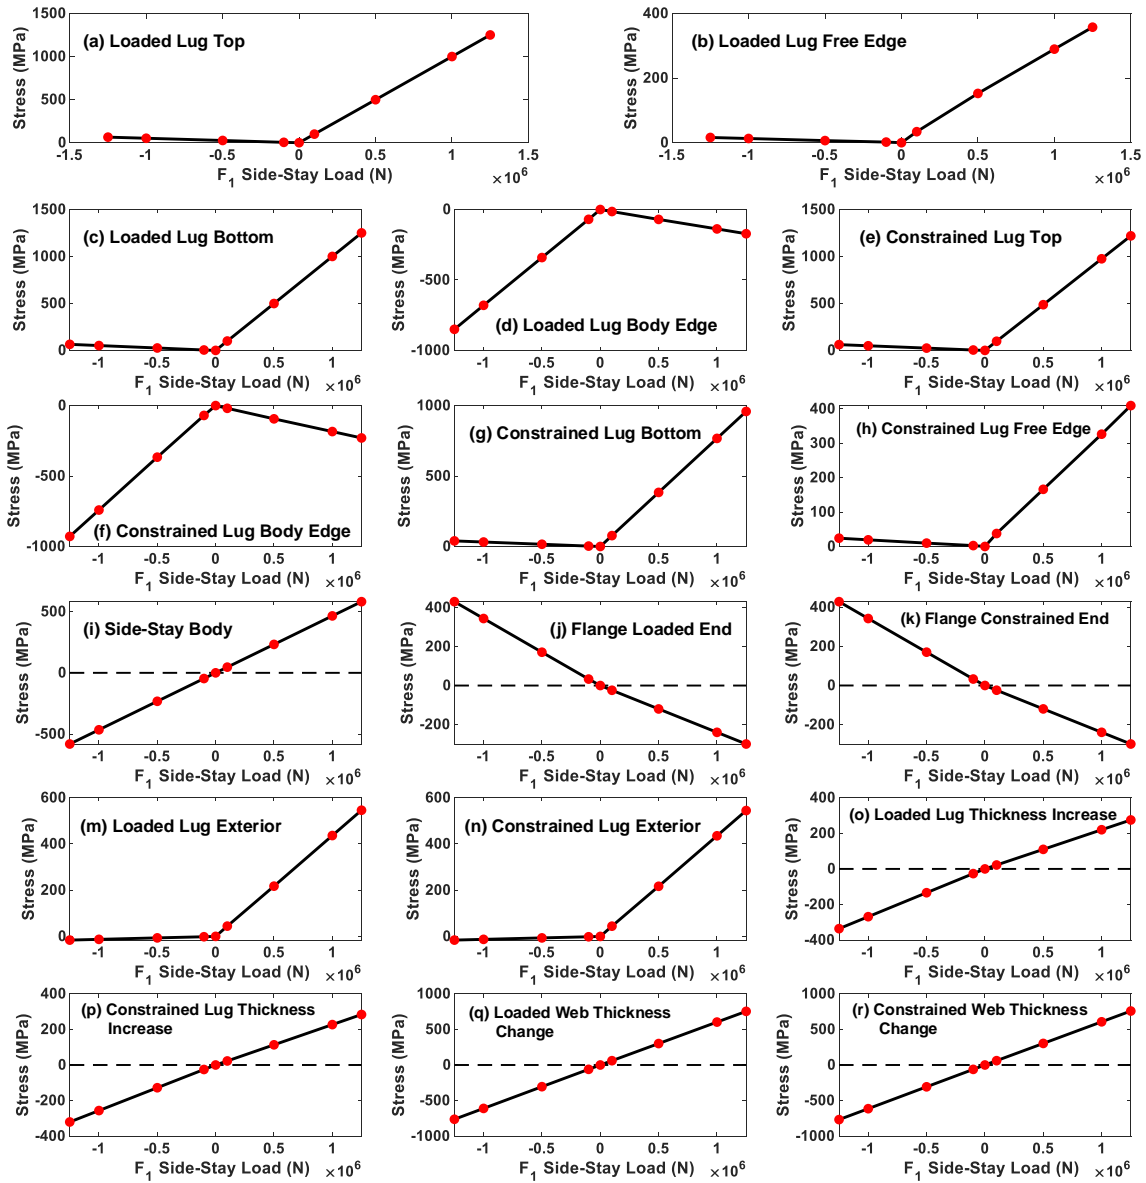 (a) Loaded Lug Top
Stress (MPa)
1500
1000
500
0
-1.5 -1 -0.5 0 0.5 1 1.5
F1 Side-Stay Load (N)
×10^6
(b) Loaded Lug Free Edge
Stress (MPa)
400
200
0
-1.5 -1 -0.5 0 0.5 1 1.5
F1 Side-Stay Load (N)
×10^6
(c) Loaded Lug Bottom
Stress (MPa)
1500
1000
500
0
-1 -0.5 0 0.5 1
F1 Side-Stay Load (N)
×10^6
(d) Loaded Lug Body Edge
Stress (MPa)
0
-500
-1000
-1 -0.5 0 0.5 1
F1 Side-Stay Load (N)
×10^6
(e) Constrained Lug Top
Stress (MPa)
1500
1000
500
0
-1 -0.5 0 0.5 1
F1 Side-Stay Load (N)
×10^6
(f) Constrained Lug Body Edge
Stress (MPa)
0
-500
-1000
-1 -0.5 0 0.5 1
F1 Side-Stay Load (N)
×10^6
(g) Constrained Lug Bottom
Stress (MPa)
1000
500
0
-1 -0.5 0 0.5 1
F1 Side-Stay Load (N)
×10^6
(h) Constrained Lug Free Edge
Stress (MPa)
400
300
200
100
0
-1 -0.5 0 0.5 1
F1 Side-Stay Load (N)
×10^6
(i) Side-Stay Body
Stress (MPa)
500
0
-500
-1 -0.5 0 0.5 1
F1 Side-Stay Load (N)
×10^6
(j) Flange Loaded End
Stress (MPa)
400
200
0
-200
-1 -0.5 0 0.5 1
F1 Side-Stay Load (N)
×10^6
(k) Flange Constrained End
Stress (MPa)
400
200
0
-200
-1 -0.5 0 0.5 1
F1 Side-Stay Load (N)
×10^6
(m) Loaded Lug Exterior
Stress (MPa)
600
400
200
0
-1 -0.5 0 0.5 1
F1 Side-Stay Load (N)
×10^6
(n) Constrained Lug Exterior
Stress (MPa)
600
400
200
0
-1 -0.5 0 0.5 1
F1 Side-Stay Load (N)
×10^6
(o) Loaded Lug Thickness Increase
Stress (MPa)
400
200
0
-200
-400
-1 -0.5 0 0.5 1
F1 Side-Stay Load (N)
×10^6
(p) Constrained Lug Thickness
Increase
Stress (MPa)
400
200
0
-200
-400
-1 -0.5 0 0.5 1
F1 Side-Stay Load (N)
×10^6
(q) Loaded Web Thickness
Change
Stress (MPa)
1000
500
0
-500
-1000
-1 -0.5 0 0.5 1
F1 Side-Stay Load (N)
×10^6
(r) Constrained Web Thickness
Change
Stress (MPa)
1000
500
0
-500
-1000
-1 -0.5 0 0.5 1
F1 Side-Stay Load (N)
×10^6